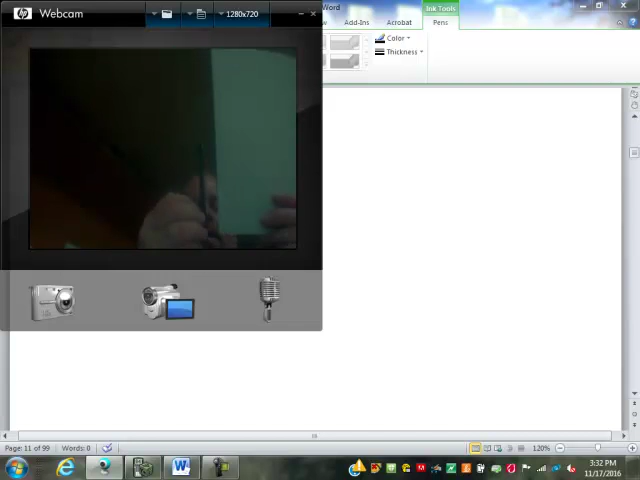 hp Webcam
1280x720
Word
Ink Tools
Add-Ins
Acrobat
Pens
Color
Thickness
Page: 11 of 99
Words: 0
120%
3:32 PM
11/17/2016